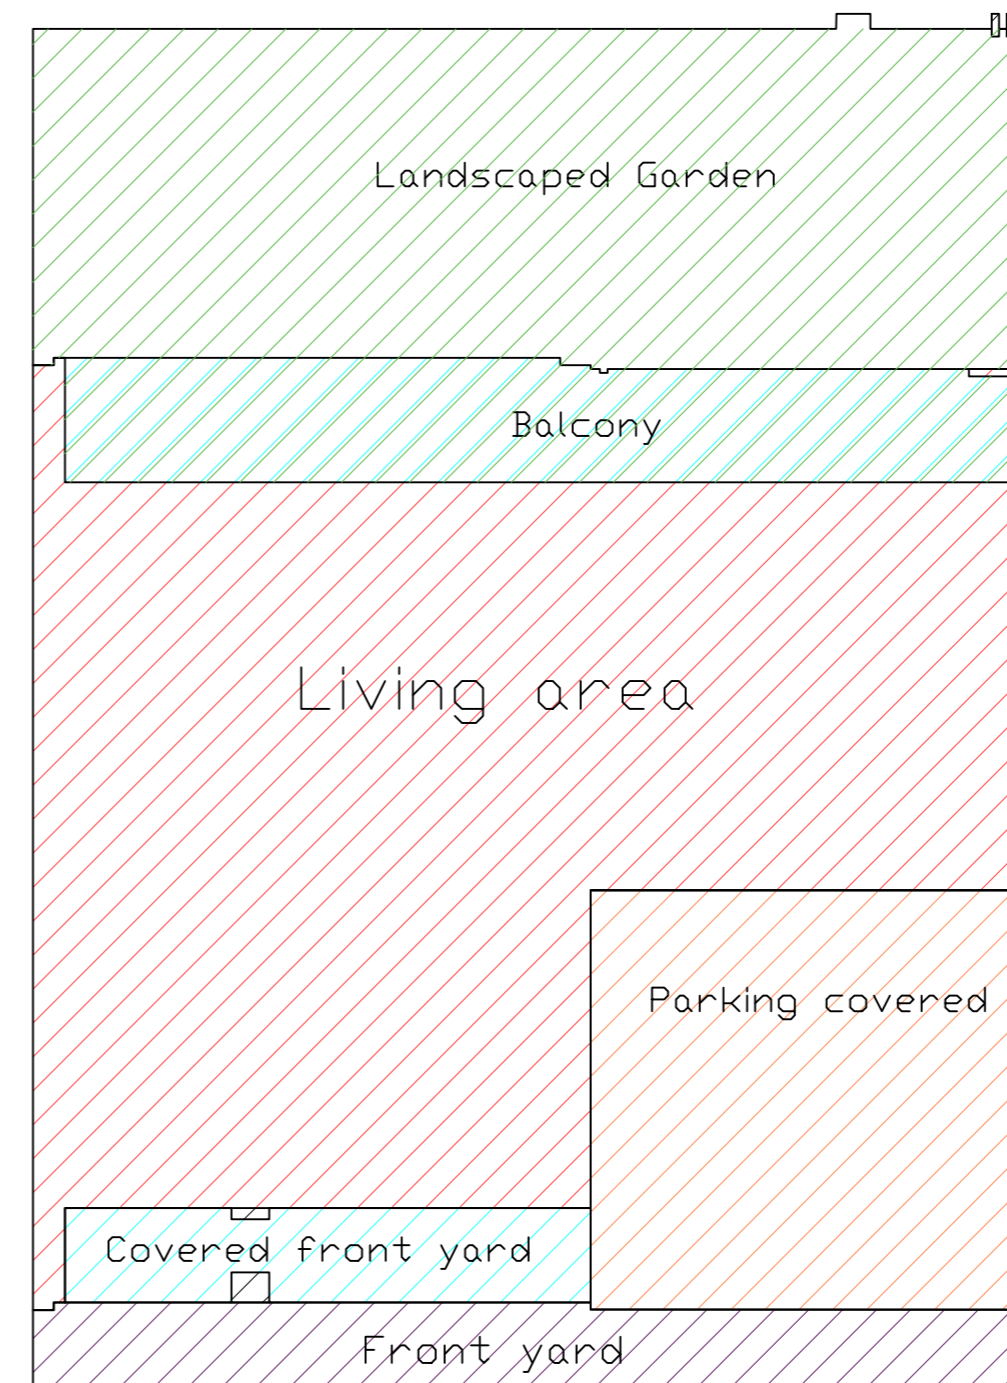 Landscaped Garden
Balcony
Living area
Parking covered
Covered front yard
Front yard